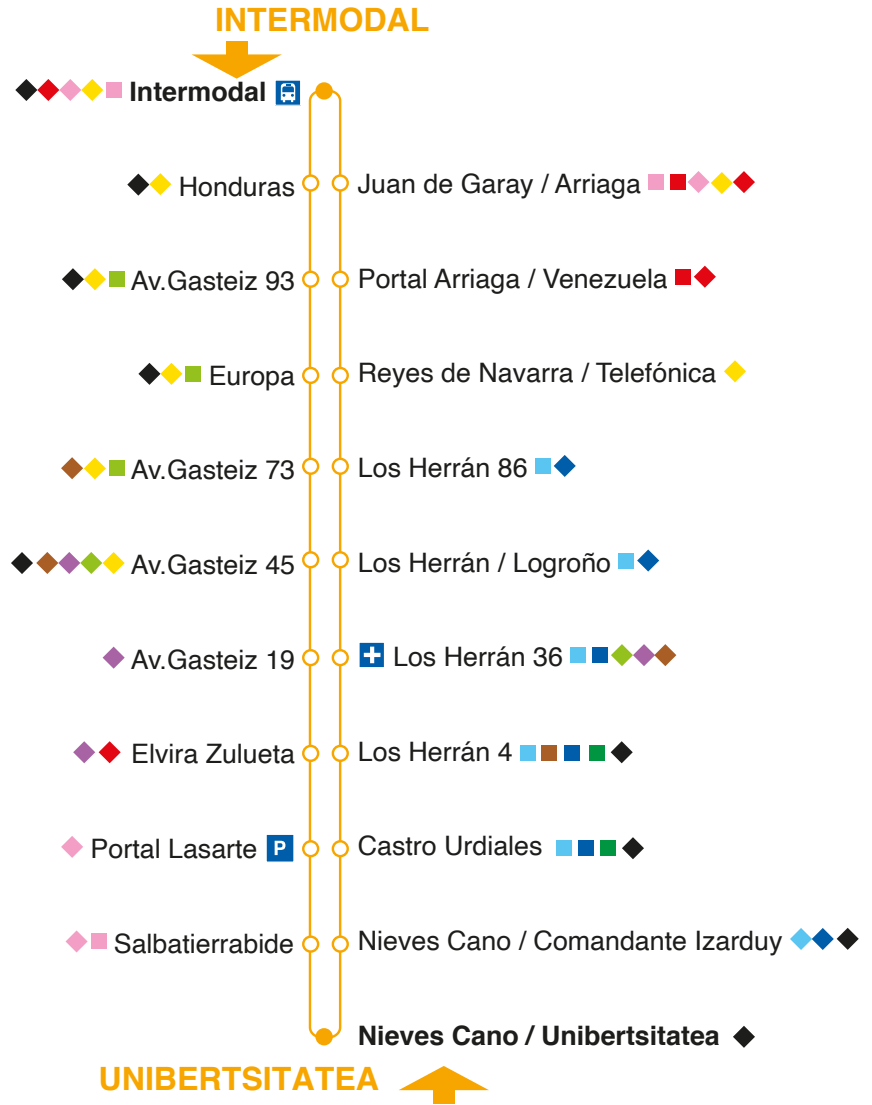 INTERMODAL
Intermodal
Honduras
Juan de Garay / Arriaga
Av.Gasteiz 93
Portal Arriaga / Venezuela
Europa
Reyes de Navarra / Telefónica
Av.Gasteiz 73
Los Herrán 86
Av.Gasteiz 45
Los Herrán / Logroño
Av.Gasteiz 19
Los Herrán 36
Elvira Zulueta
Los Herrán 4
Portal Lasarte P
Castro Urdiales
Salbatierrabide
Nieves Cano / Comandante Izarduy
Nieves Cano / Unibertsitatea
UNIBERTSITATEA